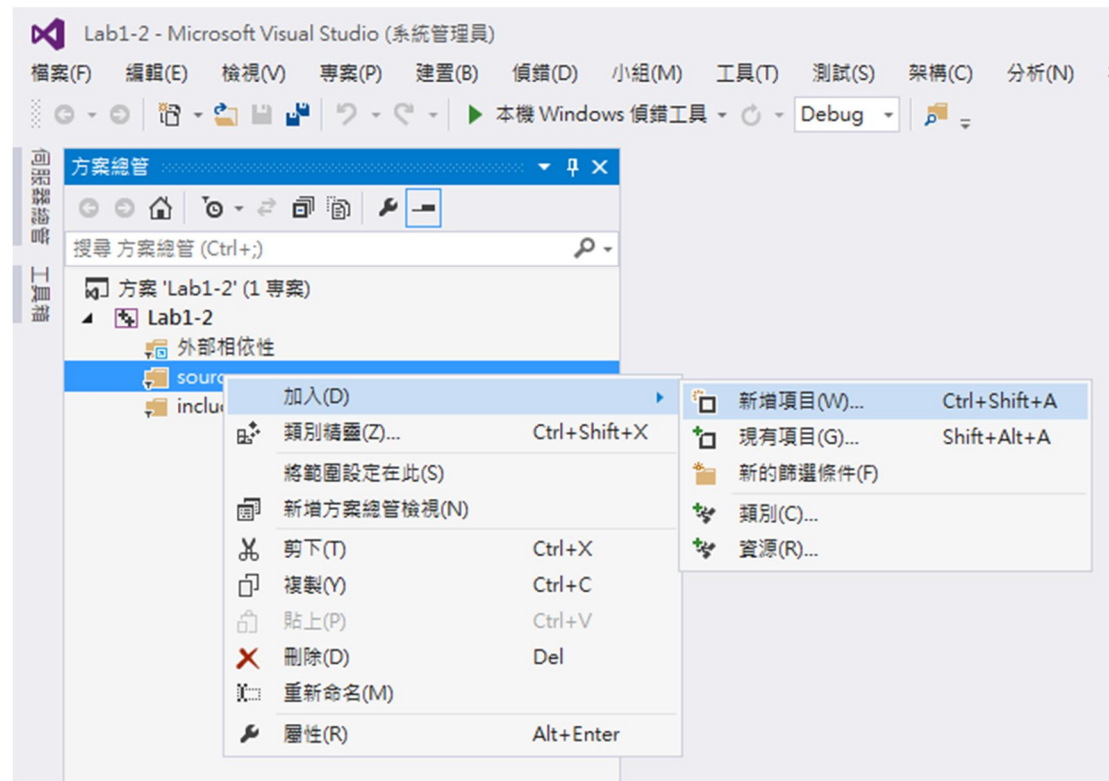 Lab1-2 - Microsoft Visual Studio (系統管理員)
檔案(F) 編輯(E) 檢視(V) 專案(P) 建置(B) 偵錯(D) 小組(M) 工具(T) 測試(S) 架構(C) 分析(N)
本機 Windows 偵錯工具 Debug
伺服器總管
工具箱
方案總管
搜尋 方案總管 (Ctrl+;)
方案 'Lab1-2' (1 專案)
Lab1-2
外部相依性
sourc
inclu
加入(D)
類別精靈(Z)... Ctrl+Shift+X
將範圍設定在此(S)
新增方案總管檢視(N)
剪下(T) Ctrl+X
複製(Y) Ctrl+C
貼上(P) Ctrl+V
刪除(D) Del
重新命名(M)
屬性(R) Alt+Enter
新增項目(W)... Ctrl+Shift+A
現有項目(G)... Shift+Alt+A
新的篩選條件(F)
類別(C)...
資源(R)...